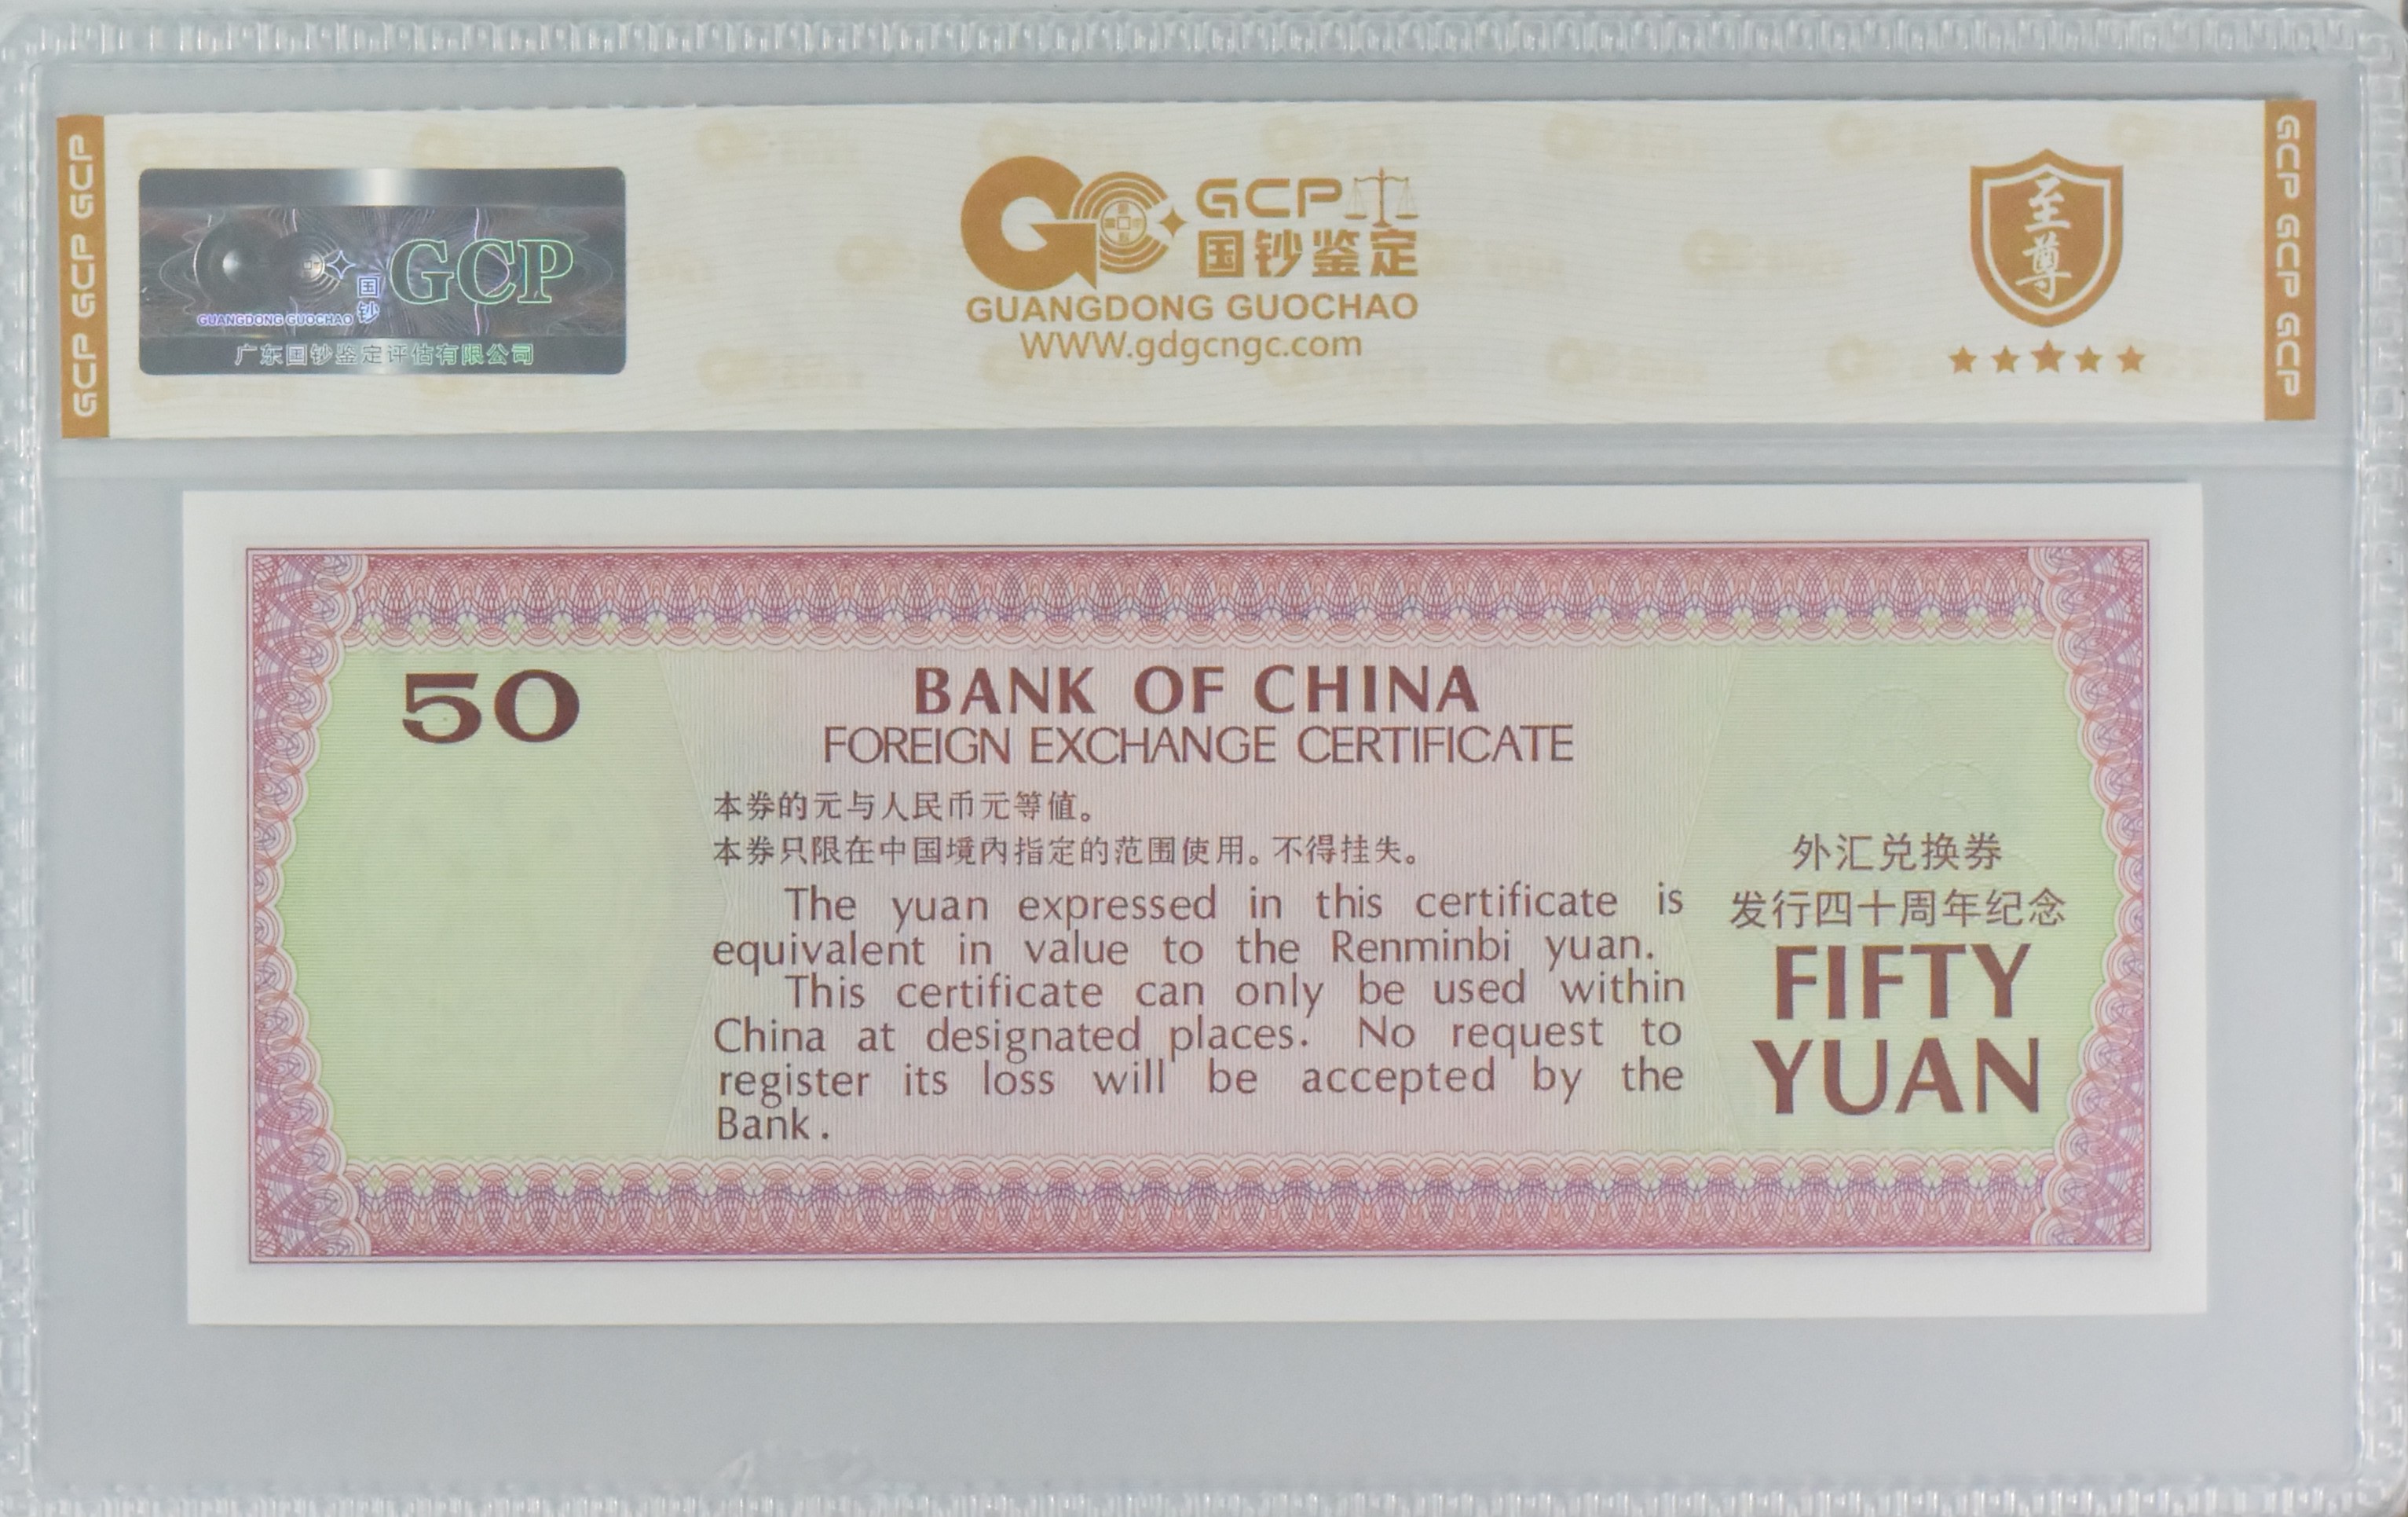 GCP GCP GCP
国钞 GCP
GUANGDONG GUOCHAO
广东国钞鉴定评估有限公司
GCP
国钞鉴定
GUANGDONG GUOCHAO
WWW.gdgcngc.com
至尊
GCP GCP GCP
50
BANK OF CHINA
FOREIGN EXCHANGE CERTIFICATE
本券的元与人民币元等值。
本券只限在中国境内指定的范围使用。不得挂失。
The yuan expressed in this certificate is
equivalent in value to the Renminbi yuan.
This certificate can only be used within
China at designated places. No request to
register its loss will be accepted by the
Bank.
外汇兑换券
发行四十周年纪念
FIFTY
YUAN